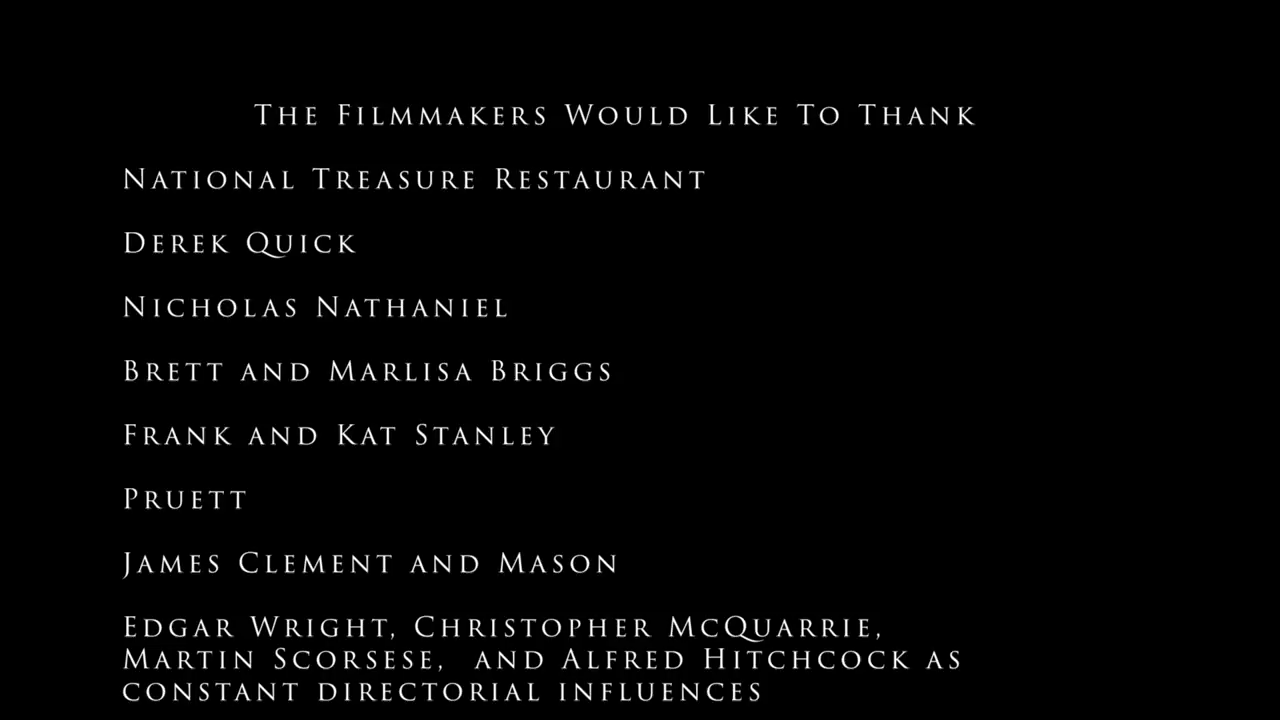 The Filmmakers Would Like To Thank
National Treasure Restaurant
Derek Quick
Nicholas Nathaniel
Brett and Marlisa Briggs
Frank and Kat Stanley
Pruett
James Clement and Mason
Edgar Wright, Christopher McQuarrie,
Martin Scorsese, and Alfred Hitchcock as
constant directorial influences